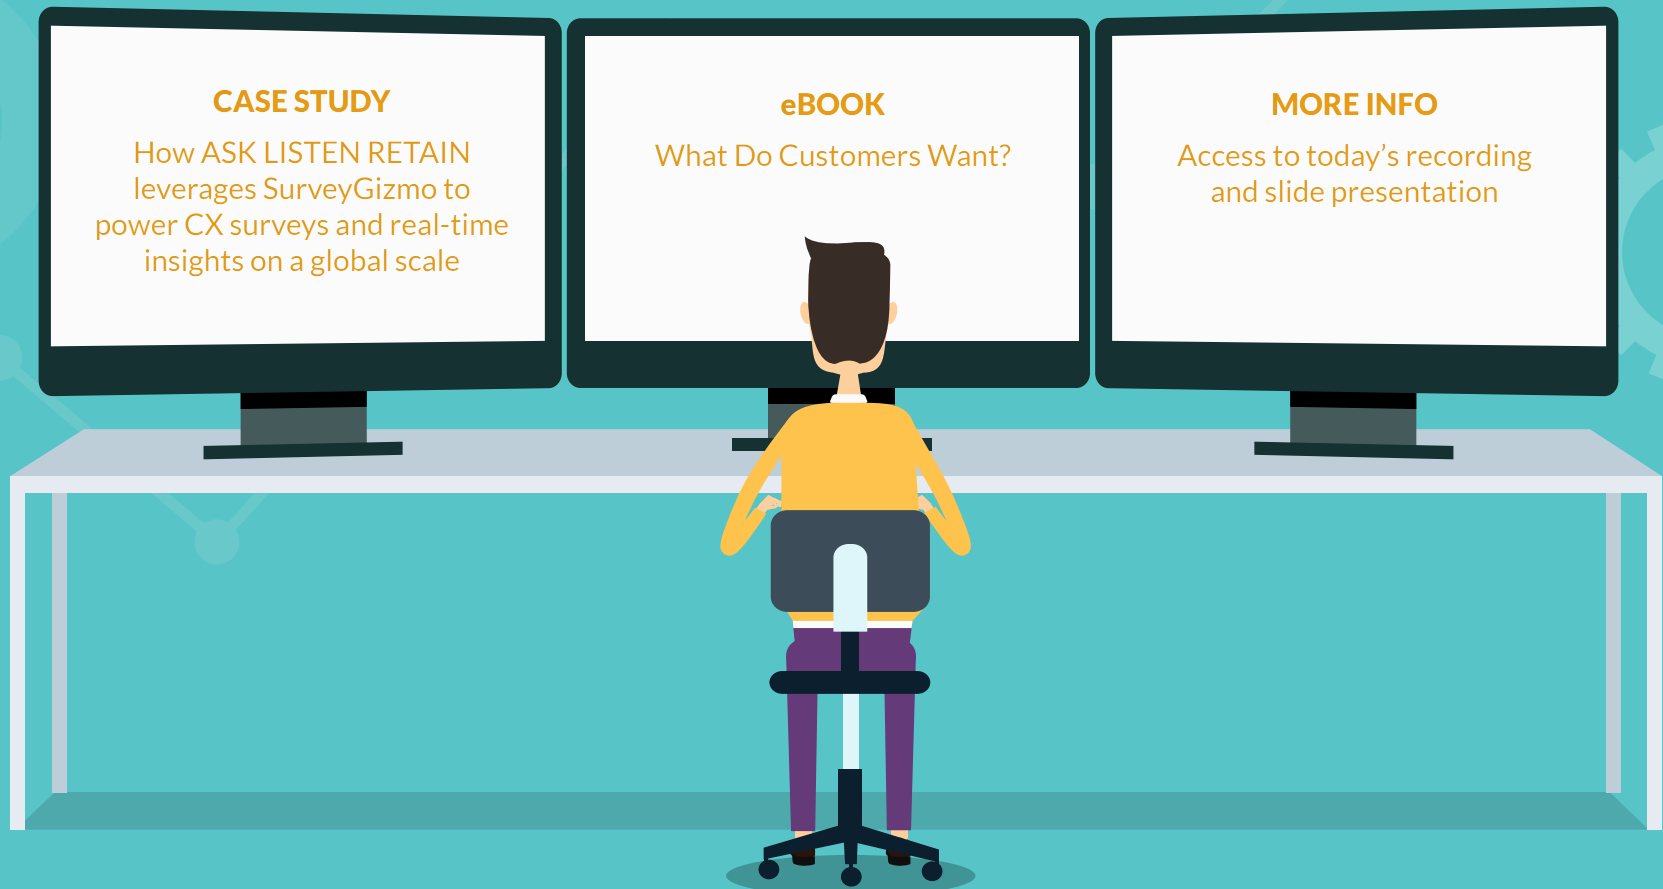 CASE STUDY
How ASK LISTEN RETAIN
leverages SurveyGizmo to
power CX surveys and real-time
insights on a global scale
eBOOK
What Do Customers Want?
MORE INFO
Access to today’s recording
and slide presentation